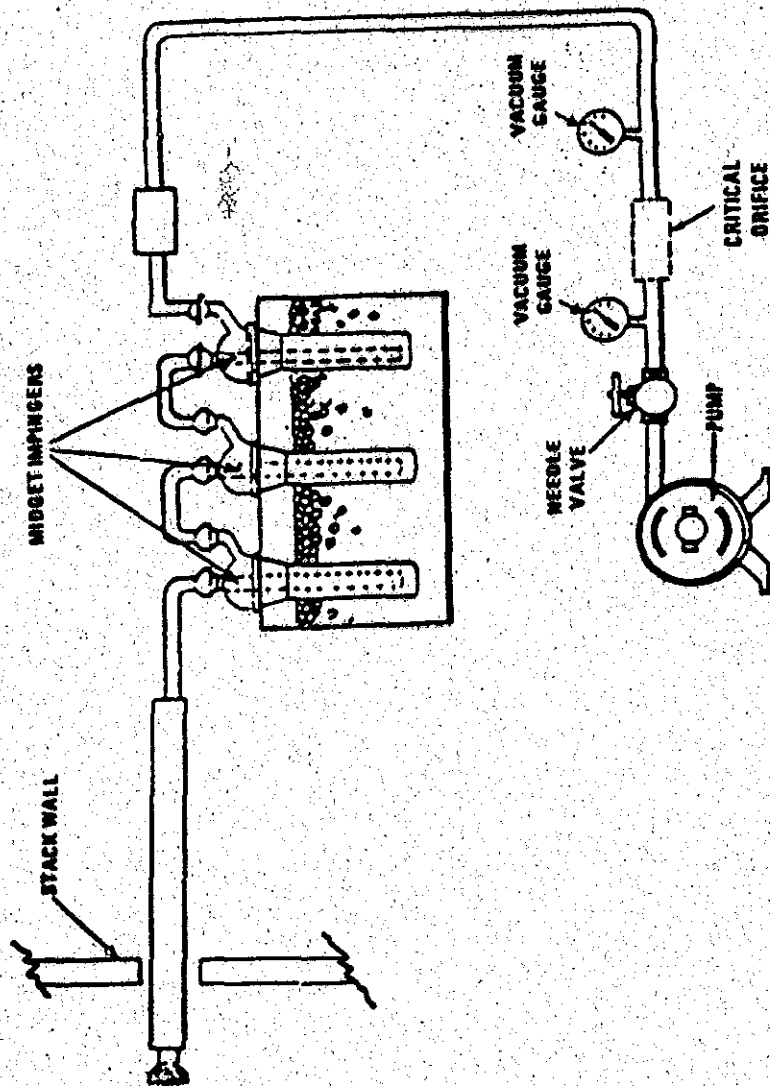 STACK WALL
MIDGET IMPINGERS
VACUUM
GAUGE
VACUUM
GAUGE
NEEDLE
VALVE
PUMP
CRITICAL
ORIFICE